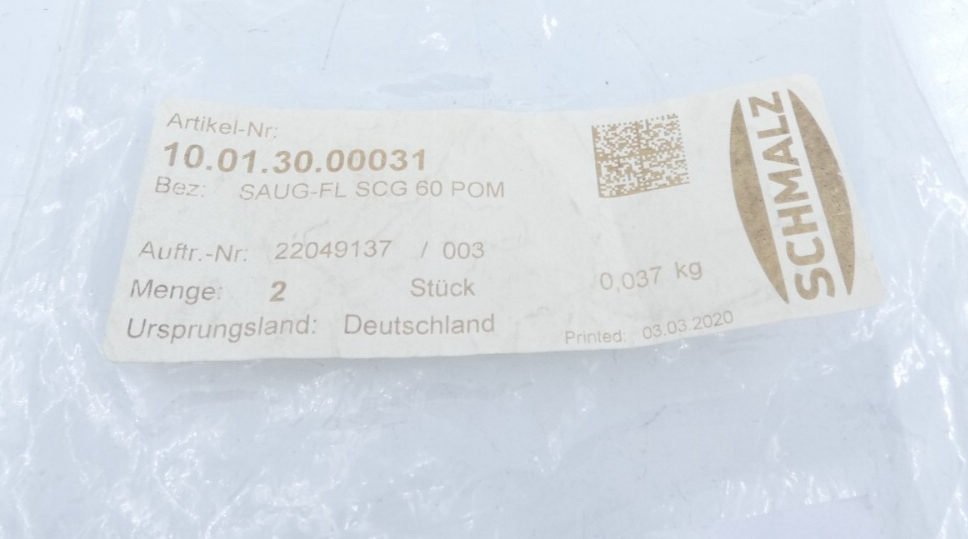 Artikel-Nr:
10.01.30.00031
Bez: SAUG-FL SCG 60 POM
Auftr.-Nr: 22049137 / 003
Menge: 2 Stück 0,037 kg
Ursprungsland: Deutschland
Printed: 03.03.2020
SCHMALZ